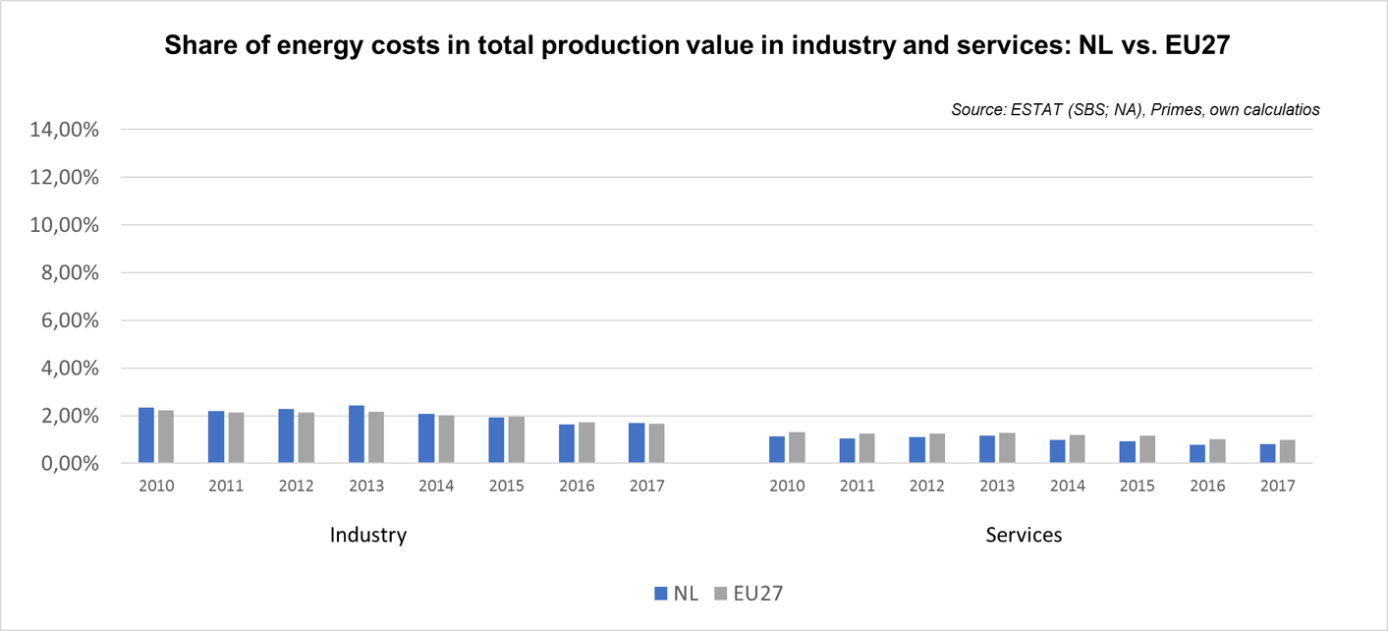 Share of energy costs in total production value in industry and services: NL vs. EU27
Source: ESTAT (SBS; NA), Primes, own calculatios
14,00%
12,00%
10,00%
8,00%
6,00%
4,00%
2,00%
0,00%
2010 2011 2012 2013 2014 2015 2016 2017 2010 2011 2012 2013 2014 2015 2016 2017
Industry Services
NL EU27